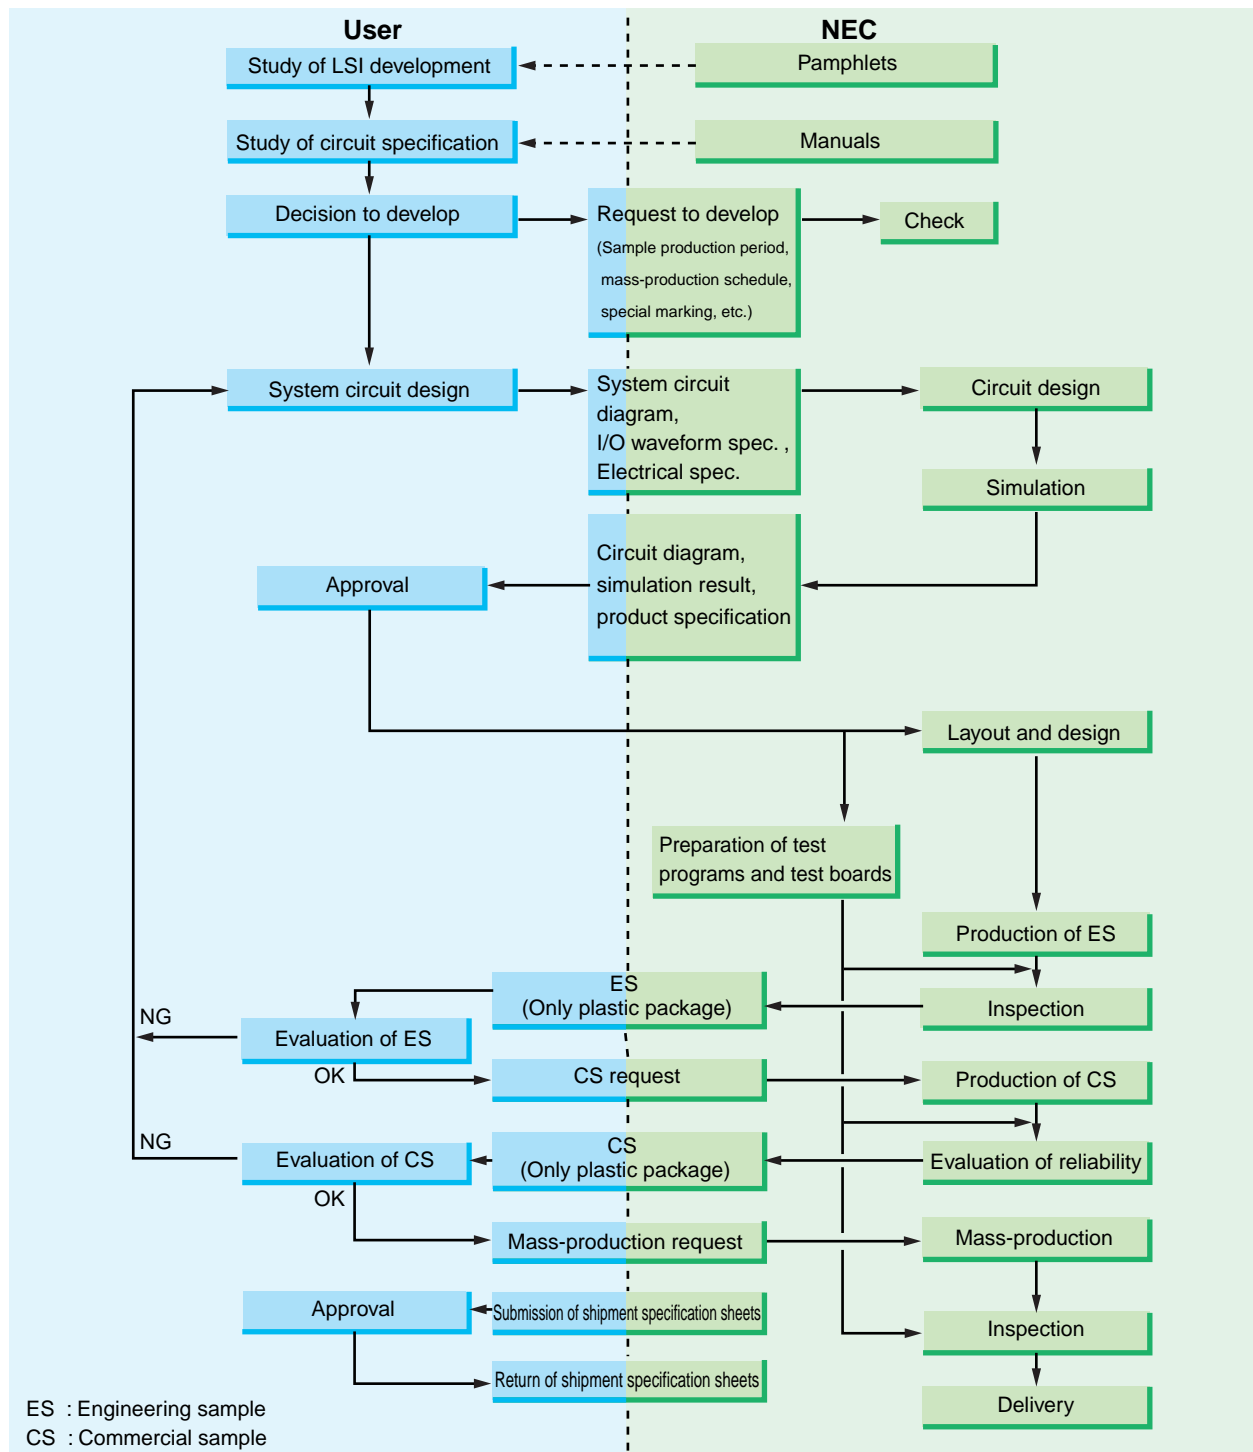 User
NEC
Study of LSI development
Pamphlets
Study of circuit specification
Manuals
Decision to develop
Request to develop
(Sample production period,
mass-production schedule,
special marking, etc.)
Check
System circuit design
System circuit
diagram,
I/O waveform spec. ,
Electrical spec.
Circuit design
Simulation
Circuit diagram,
simulation result,
product specification
Approval
Layout and design
Preparation of test
programs and test boards
Production of ES
ES
(Only plastic package)
Inspection
NG
Evaluation of ES
OK
CS request
Production of CS
NG
Evaluation of CS
CS
(Only plastic package)
Evaluation of reliability
OK
Mass-production request
Mass-production
Approval
Submission of shipment specification sheets
Inspection
Return of shipment specification sheets
Delivery
ES : Engineering sample
CS : Commercial sample